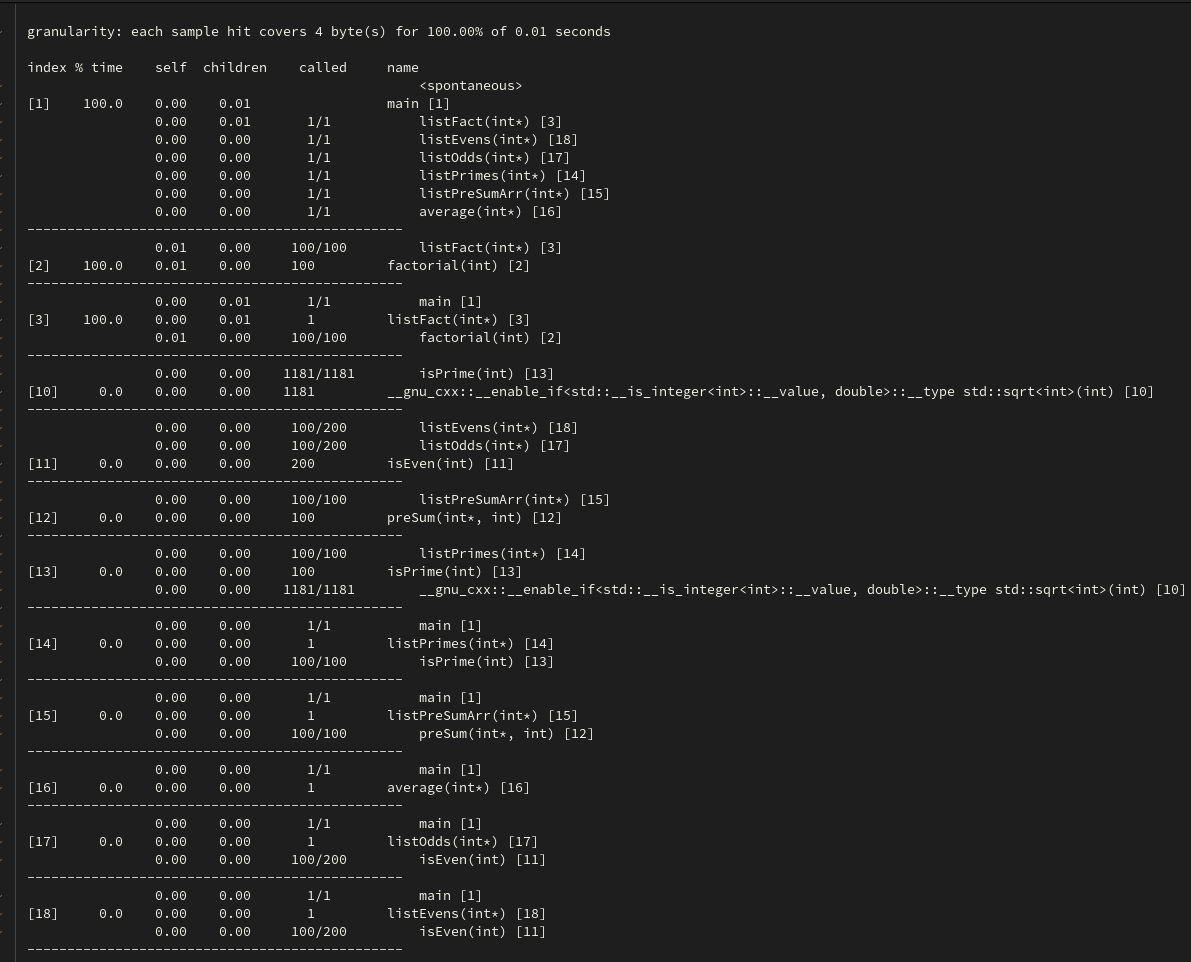 granularity: each sample hit covers 4 byte(s) for 100.00% of 0.01 seconds
index % time    self  children    called     name
                                                 <spontaneous>
[1]    100.0    0.00    0.01                 main [1]
                0.00    0.01       1/1           listFact(int*) [3]
                0.00    0.00       1/1           listEvens(int*) [18]
                0.00    0.00       1/1           listOdds(int*) [17]
                0.00    0.00       1/1           listPrimes(int*) [14]
                0.00    0.00       1/1           listPreSumArr(int*) [15]
                0.00    0.00       1/1           average(int*) [16]
-----------------------------------------------
                0.01    0.00     100/100         listFact(int*) [3]
[2]    100.0    0.01    0.00     100         factorial(int) [2]
-----------------------------------------------
                0.00    0.01       1/1           main [1]
[3]    100.0    0.00    0.01       1         listFact(int*) [3]
                0.01    0.00     100/100         factorial(int) [2]
-----------------------------------------------
                0.00    0.00    1181/1181        isPrime(int) [13]
[10]     0.0    0.00    0.00    1181         __gnu_cxx::__enable_if<std::__is_integer<int>::__value, double>::__type std::sqrt<int>(int) [10]
-----------------------------------------------
                0.00    0.00     100/200         listEvens(int*) [18]
                0.00    0.00     100/200         listOdds(int*) [17]
[11]     0.0    0.00    0.00     200         isEven(int) [11]
-----------------------------------------------
                0.00    0.00     100/100         listPreSumArr(int*) [15]
[12]     0.0    0.00    0.00     100         preSum(int*, int) [12]
-----------------------------------------------
                0.00    0.00     100/100         listPrimes(int*) [14]
[13]     0.0    0.00    0.00     100         isPrime(int) [13]
                0.00    0.00    1181/1181        __gnu_cxx::__enable_if<std::__is_integer<int>::__value, double>::__type std::sqrt<int>(int) [10]
-----------------------------------------------
                0.00    0.00       1/1           main [1]
[14]     0.0    0.00    0.00       1         listPrimes(int*) [14]
                0.00    0.00     100/100         isPrime(int) [13]
-----------------------------------------------
                0.00    0.00       1/1           main [1]
[15]     0.0    0.00    0.00       1         listPreSumArr(int*) [15]
                0.00    0.00     100/100         preSum(int*, int) [12]
-----------------------------------------------
                0.00    0.00       1/1           main [1]
[16]     0.0    0.00    0.00       1         average(int*) [16]
-----------------------------------------------
                0.00    0.00       1/1           main [1]
[17]     0.0    0.00    0.00       1         listOdds(int*) [17]
                0.00    0.00     100/200         isEven(int) [11]
-----------------------------------------------
                0.00    0.00       1/1           main [1]
[18]     0.0    0.00    0.00       1         listEvens(int*) [18]
                0.00    0.00     100/200         isEven(int) [11]
-----------------------------------------------